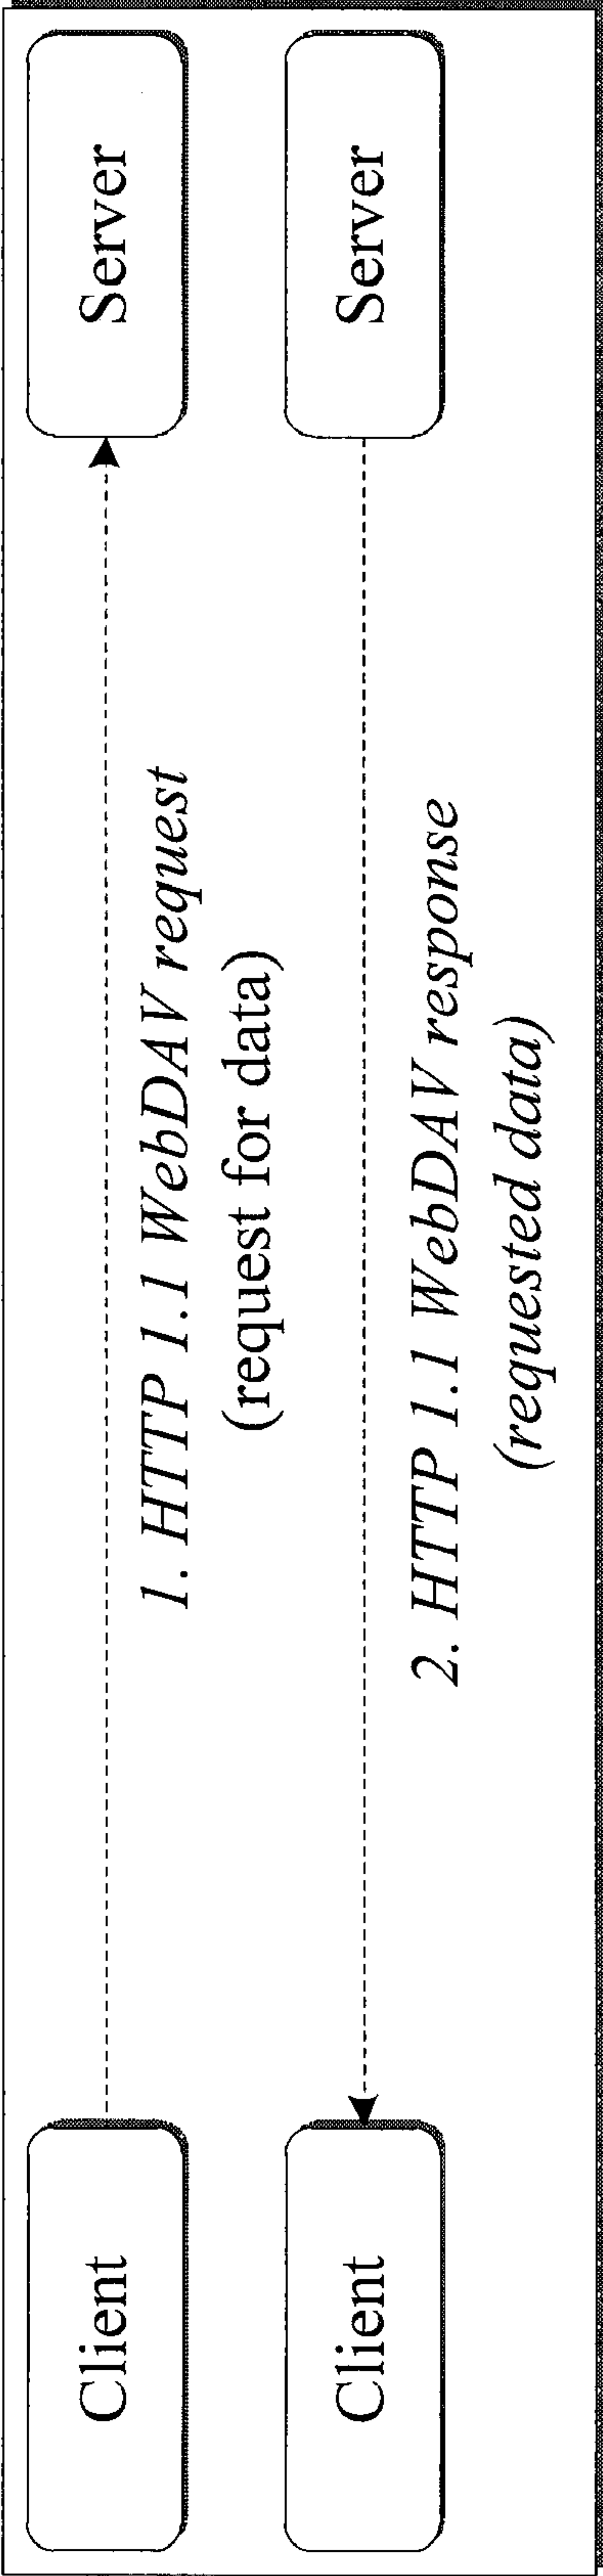 Client
Server
1. HTTP 1.1 WebDAV request
(request for data)
Client
Server
2. HTTP 1.1 WebDAV response
(requested data)